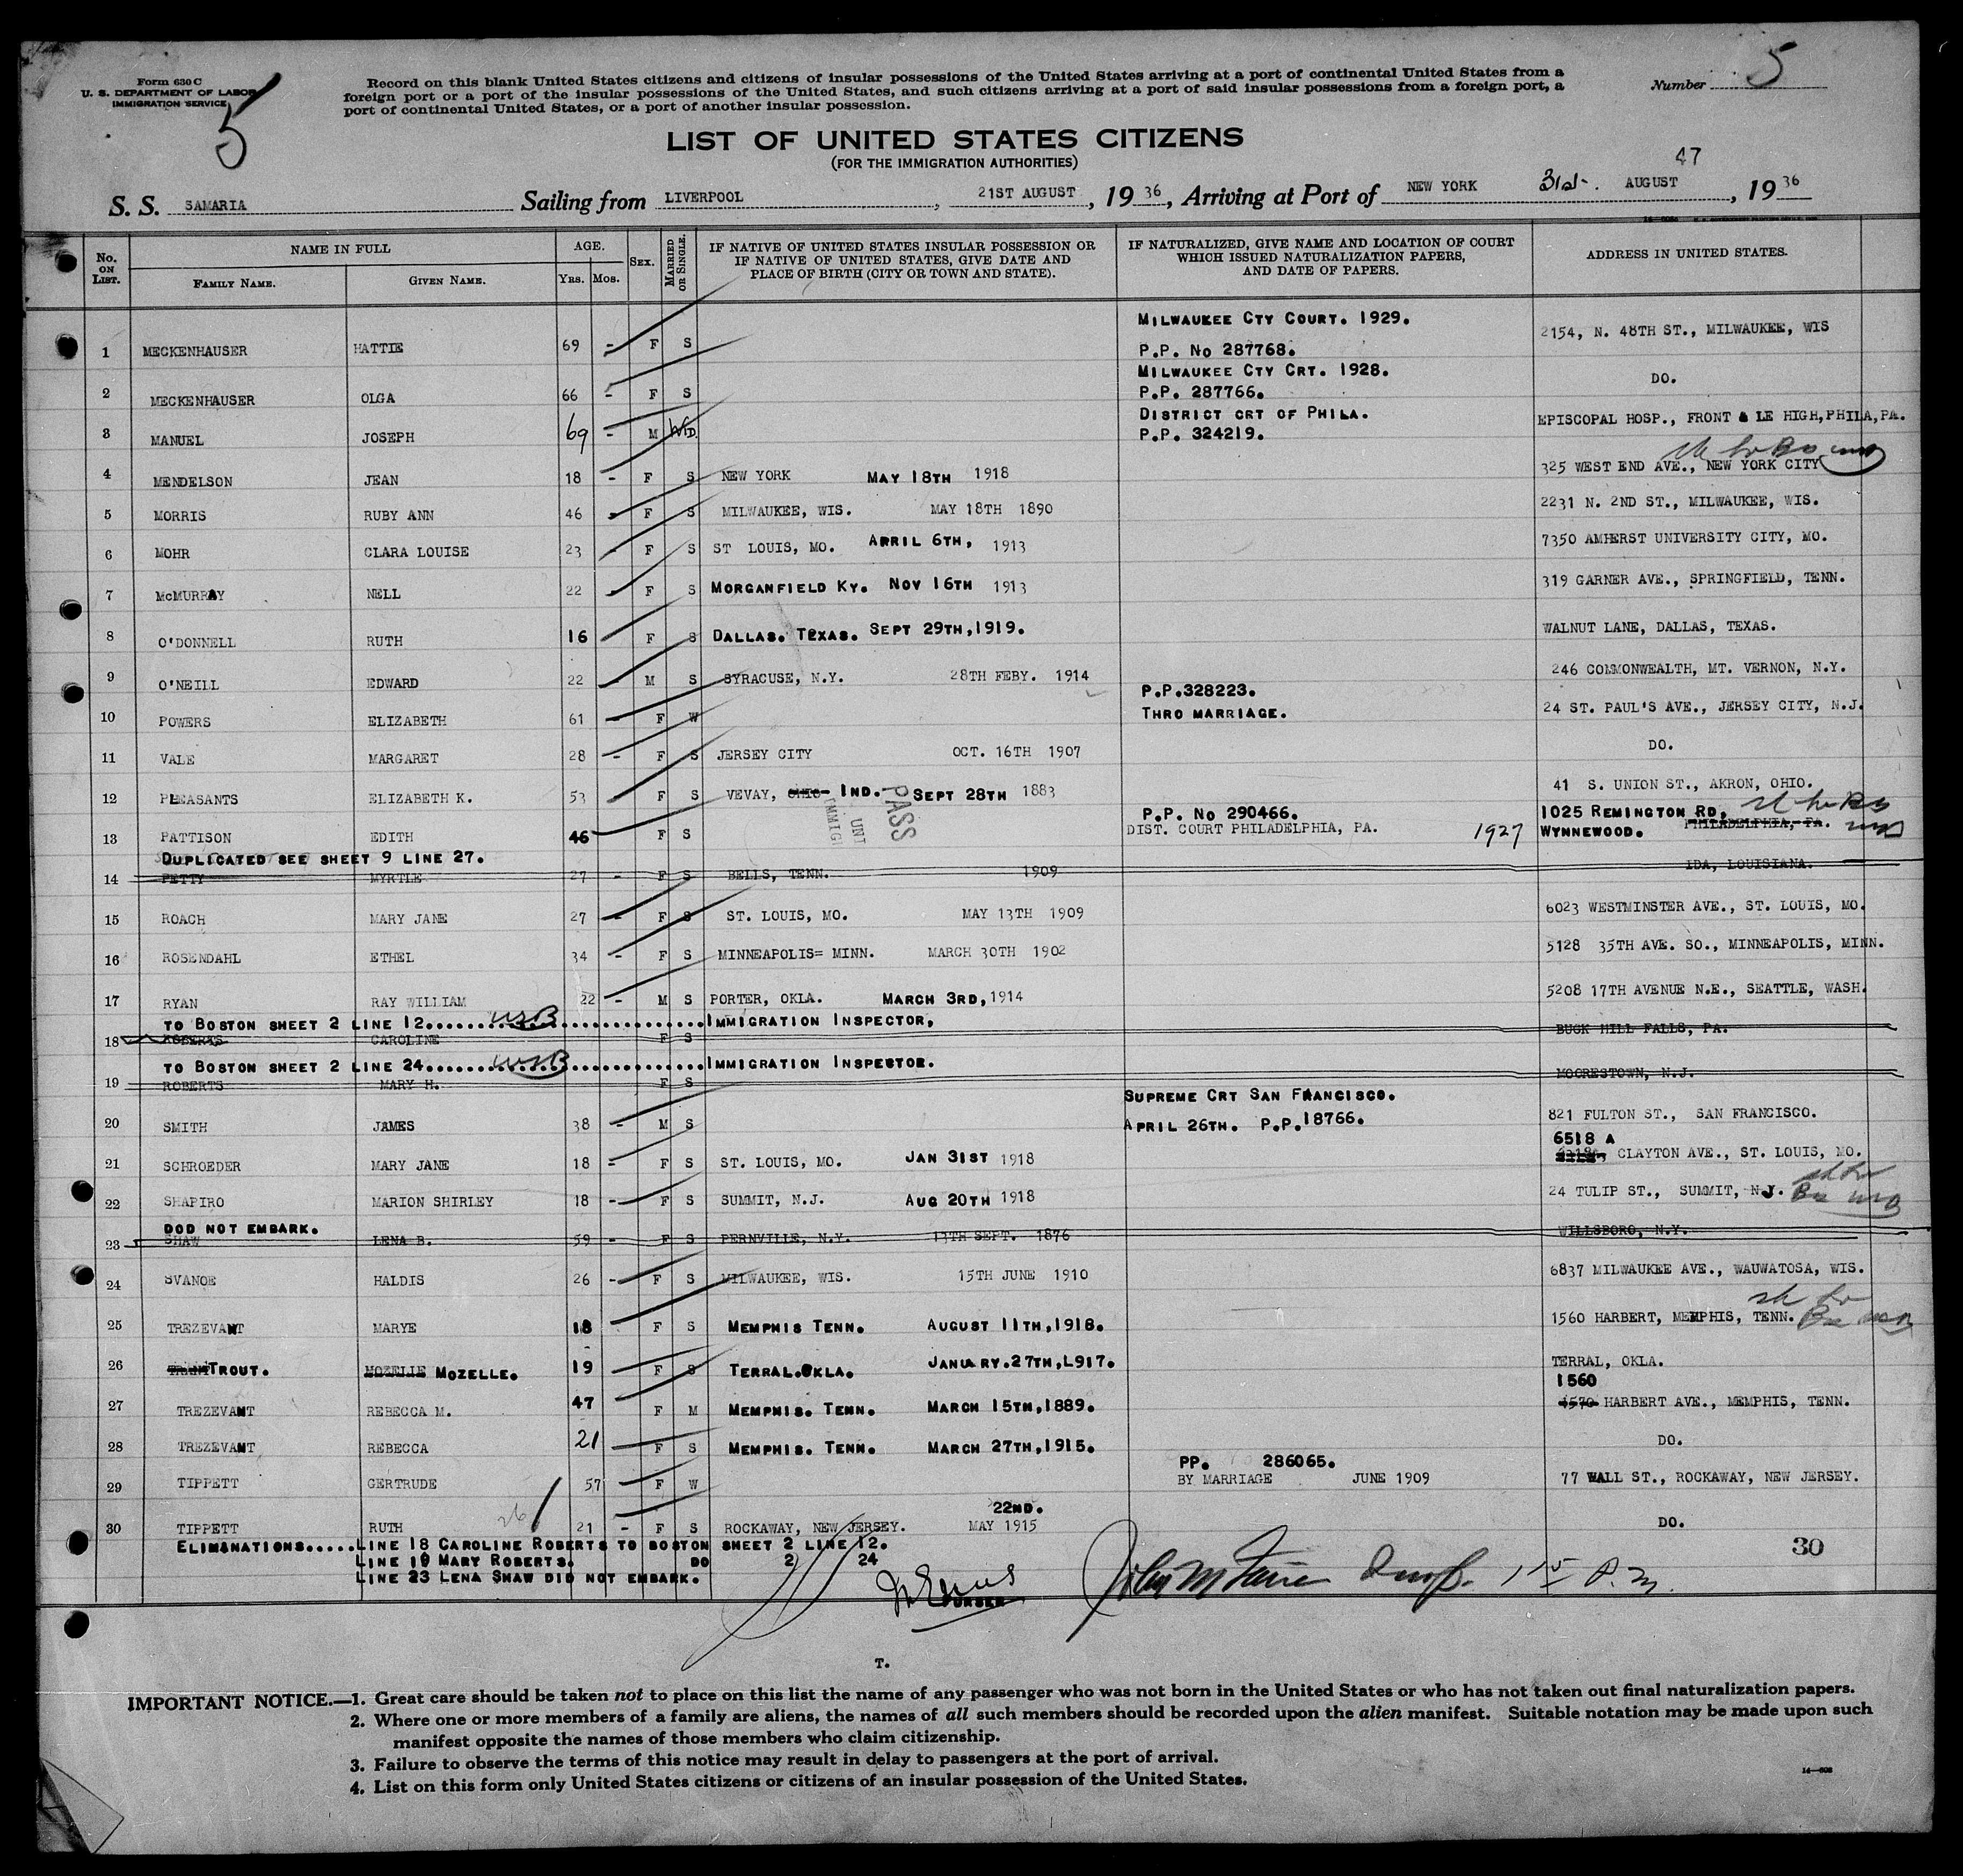 Form 630 C
U. S. DEPARTMENT OF LABOR
IMMIGRATION SERVICE
5
Record on this blank United States citizens and citizens of insular possessions of the United States arriving at a port of continental United States from a
foreign port or a port of the insular possessions of the United States, and such citizens arriving at a port of said insular possessions from a foreign port, a
port of continental United States, or a port of another insular possession.
Number 5
LIST OF UNITED STATES CITIZENS
(FOR THE IMMIGRATION AUTHORITIES)
47
S. S. SAMARIA Sailing from LIVERPOOL, 21ST AUGUST, 19 36, Arriving at Port of NEW YORK 31st. AUGUST, 19 36
No. ON LIST. NAME IN FULL FAMILY NAME. GIVEN NAME. AGE. Yrs. Mos. SEX. MARRIED OR SINGLE. IF NATIVE OF UNITED STATES INSULAR POSSESSION OR IF NATIVE OF UNITED STATES, GIVE DATE AND PLACE OF BIRTH (CITY OR TOWN AND STATE). IF NATURALIZED, GIVE NAME AND LOCATION OF COURT WHICH ISSUED NATURALIZATION PAPERS, AND DATE OF PAPERS. ADDRESS IN UNITED STATES.
MILWAUKEE CTY COURT. 1929.
1 MECKENHAUSER HATTIE 69 - F S P.P. No 287768. 2154, N. 48TH ST., MILWAUKEE, WIS
MILWAUKEE CTY CRT. 1928.
2 MECKENHAUSER OLGA 66 - F S P.P. 287766. DO.
DISTRICT CRT OF PHILA.
3 MANUEL JOSEPH 69 - M WID. P.P. 324219. EPISCOPAL HOSP., FRONT & LE HIGH, PHILA, PA.
4 MENDELSON JEAN 18 - F S NEW YORK MAY 18TH 1918 325 WEST END AVE., NEW YORK CITY
5 MORRIS RUBY ANN 46 - F S MILWAUKEE, WIS. MAY 18TH 1890 2231 N. 2ND ST., MILWAUKEE, WIS.
6 MOHR CLARA LOUISE 23 - F S ST LOUIS, MO. APRIL 6TH, 1913 7350 AMHERST UNIVERSITY CITY, MO.
7 McMURRAY NELL 22 - F S MORGANFIELD KY. NOV 16TH 1913 319 GARNER AVE., SPRINGFIELD, TENN.
8 O'DONNELL RUTH 16 F S DALLAS. TEXAS. SEPT 29TH, 1919. WALNUT LANE, DALLAS, TEXAS.
9 O'NEILL EDWARD 22 M S SYRACUSE, N.Y. 28TH FEBY. 1914 246 COMMONWEALTH, MT. VERNON, N.Y.
P.P.328223.
10 POWERS ELIZABETH 61 - F W THRO MARRIAGE. 24 ST. PAUL'S AVE., JERSEY CITY, N.J.
11 VALE MARGARET 28 - F S JERSEY CITY OCT. 16TH 1907 DO.
12 PLEASANTS ELIZABETH K. 53 F S VEVAY, OHIO IND. SEPT 28TH 1883 41 S. UNION ST., AKRON, OHIO.
PASS
P.P. No 290466. 1025 REMINGTON RD,
13 PATTISON EDITH 46 F S DIST. COURT PHILADELPHIA, PA. 1927 WYNNEWOOD. PHILADELPHIA, PA.
DUPLICATED SEE SHEET 9 LINE 27.
14 PETTY MYRTLE 27 - F S BELLS, TENN. 1909 IDA, LOUISIANA.
15 ROACH MARY JANE 27 - F S ST. LOUIS, MO. MAY 13TH 1909 6023 WESTMINSTER AVE., ST. LOUIS, MO.
16 ROSENDAHL ETHEL 34 - F S MINNEAPOLIS= MINN. MARCH 30TH 1902 5128 35TH AVE. SO., MINNEAPOLIS, MINN.
17 RYAN RAY WILLIAM 22 - M S PORTER, OKLA. MARCH 3RD, 1914 5208 17TH AVENUE N.E., SEATTLE, WASH.
TO BOSTON SHEET 2 LINE 12. IMMIGRATION INSPECTOR,
18 ROBERTS CAROLINE F S BUCK HILL FALLS, PA.
TO BOSTON SHEET 2 LINE 24. IMMIGRATION INSPECTOR.
19 ROBERTS MARY H. F S MOORESTOWN, N.J.
SUPREME CRT SAN FRANCISCO.
20 SMITH JAMES 38 - M S APRIL 26TH. P.P.18766. 821 FULTON ST., SAN FRANCISCO.
6518 A
21 SCHROEDER MARY JANE 18 - F S ST. LOUIS, MO. JAN 31ST 1918 CLAYTON AVE., ST. LOUIS, MO.
22 SHAPIRO MARION SHIRLEY 18 - F S SUMMIT, N.J. AUG 20TH 1918 24 TULIP ST., SUMMIT, N.J.
DOD NOT EMBARK.
23 SHAW LENA B. 59 - F S PERNVILLE, N.Y. 13TH SEPT. 1876 WILLSBORO, N.Y.
24 SVANOE HALDIS 26 - F S MILWAUKEE, WIS. 15TH JUNE 1910 6837 MILWAUKEE AVE., WAUWATOSA, WIS.
25 TREZEVANT MARYE 18 F S MEMPHIS TENN. AUGUST 11TH, 1918. 1560 HARBERT, MEMPHIS, TENN.
26 TROUT. MOZELLE MOZELLE. 19 F S TERRAL.OKLA. JANUARY.27TH,L917. TERRAL, OKLA.
1560
27 TREZEVANT REBECCA M. 47 F M MEMPHIS. TENN. MARCH 15TH, 1889. 1570 HARBERT AVE., MEMPHIS, TENN.
28 TREZEVANT REBECCA 21 F S MEMPHIS. TENN. MARCH 27TH, 1915. DO.
PP. 286065.
29 TIPPETT GERTRUDE 57 F W BY MARRIAGE JUNE 1909 77 WALL ST., ROCKAWAY, NEW JERSEY.
22ND.
30 TIPPETT RUTH 21 - F S ROCKAWAY, NEW JERSEY. MAY 1915 DO.
ELIMINATIONS.....LINE 18 CAROLINE ROBERTS TO BOSTON SHEET 2 LINE 12.
LINE 19 MARY ROBERTS. DO 2 24
LINE 23 LENA SHAW DID NOT EMBARK.
30
PURSER
T.
IMPORTANT NOTICE.—1. Great care should be taken not to place on this list the name of any passenger who was not born in the United States or who has not taken out final naturalization papers.
2. Where one or more members of a family are aliens, the names of all such members should be recorded upon the alien manifest. Suitable notation may be made upon such
manifest opposite the names of those members who claim citizenship.
3. Failure to observe the terms of this notice may result in delay to passengers at the port of arrival.
4. List on this form only United States citizens or citizens of an insular possession of the United States.